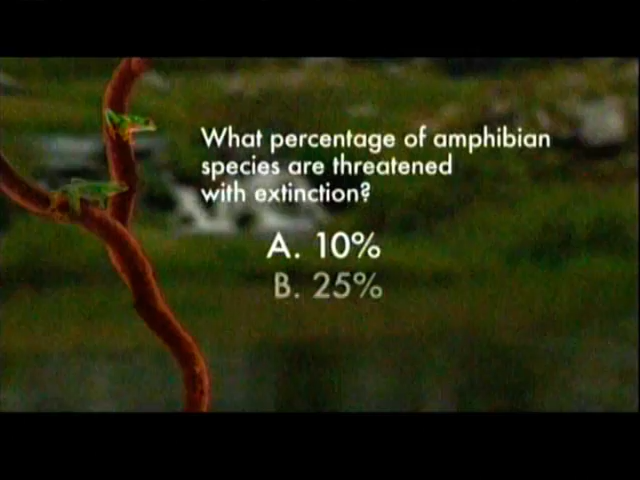 What percentage of amphibian
species are threatened
with extinction?
A. 10%
B. 25%